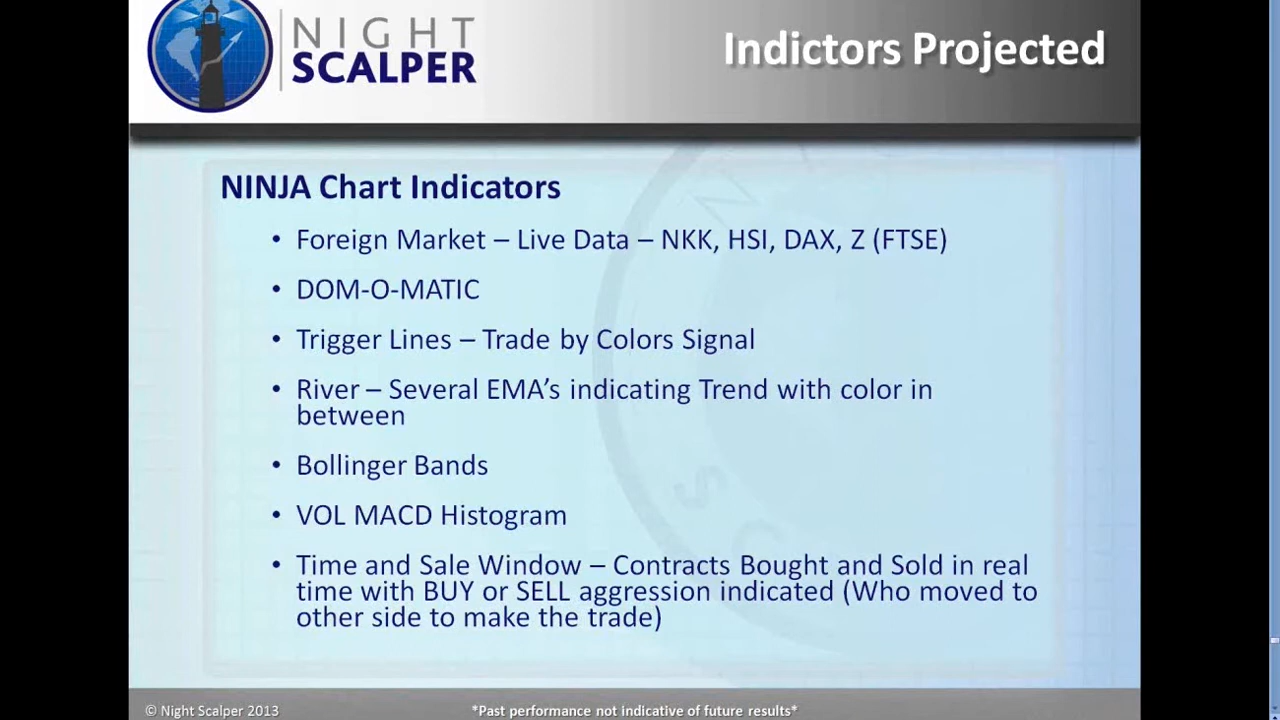 NIGHT
SCALPER
Indictors Projected
NINJA Chart Indicators
• Foreign Market – Live Data – NKK, HSI, DAX, Z (FTSE)
• DOM-O-MATIC
• Trigger Lines – Trade by Colors Signal
• River – Several EMA’s indicating Trend with color in
between
• Bollinger Bands
• VOL MACD Histogram
• Time and Sale Window – Contracts Bought and Sold in real
time with BUY or SELL aggression indicated (Who moved to
other side to make the trade)
© Night Scalper 2013
*Past performance not indicative of future results*